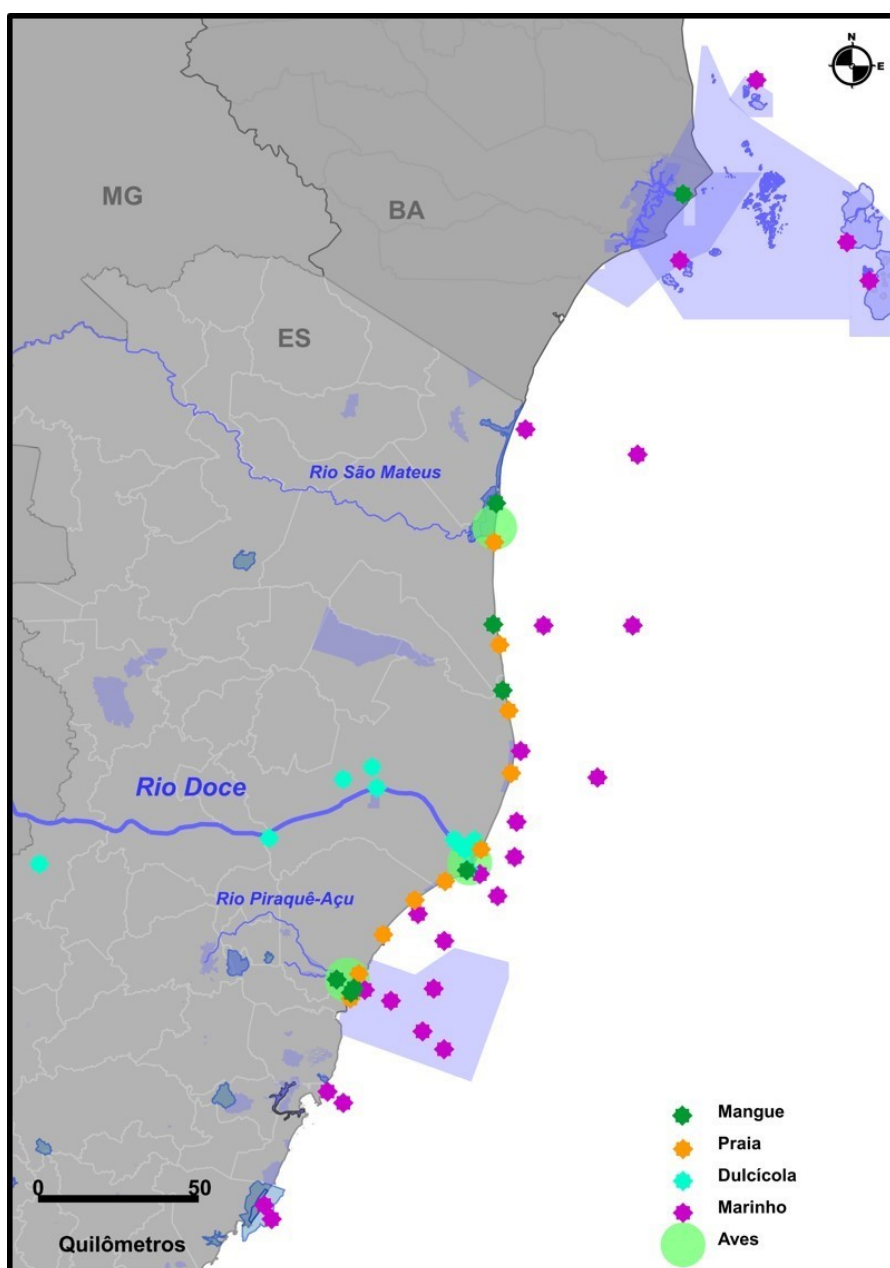 N
E
MG
BA
ES
Rio São Mateus
Rio Doce
Rio Piraquê-Açu
Mangue
Praia
Dulcícola
Marinho
Aves
0 50
Quilômetros